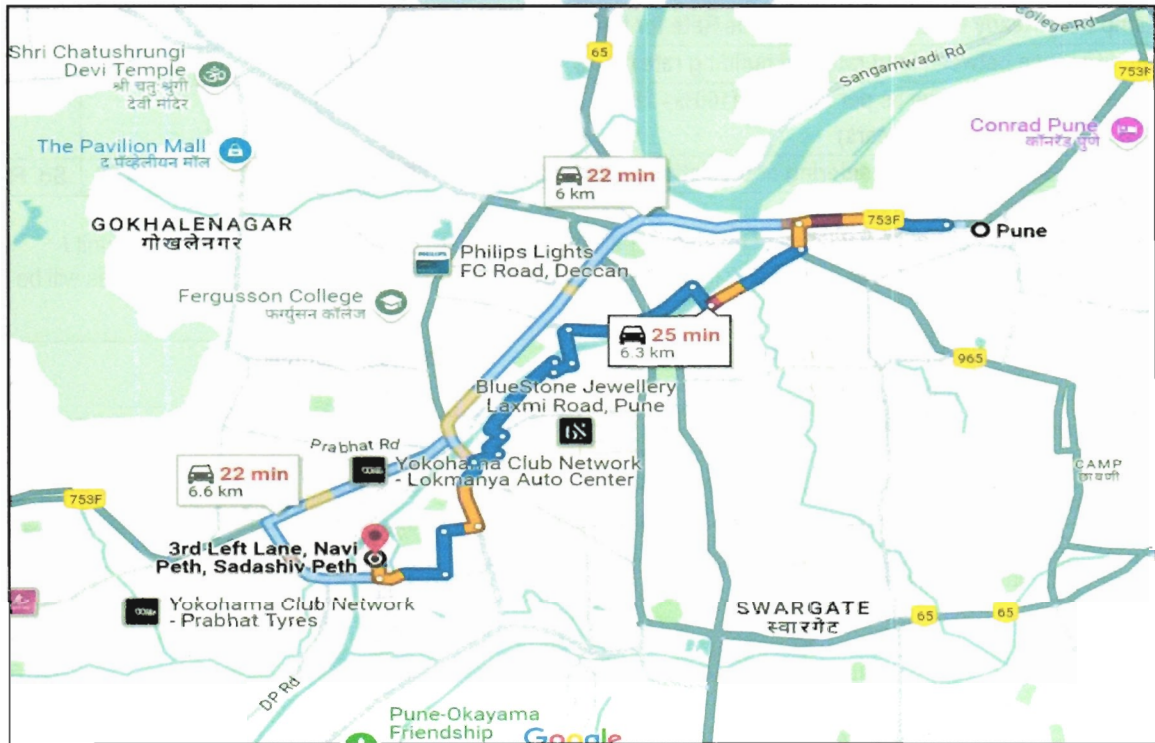 College Rd
65
Sangamwadi Rd
753F
Shri Chatushrungi
Devi Temple
श्री चतुःश्रृंगी
देवी मंदिर
Conrad Pune
कॉनरॅड पुणे
The Pavilion Mall
द पॅव्हेलीयन मॉल
22 min
6 km
GOKHALENAGAR
गोखलेनगर
753F
Pune
Philips Lights
FC Road, Deccan
Fergusson College
फर्ग्युसन कॉलेज
25 min
6.3 km
965
BlueStone Jewellery
Laxmi Road, Pune
Prabhat Rd
Yokohama Club Network
- Lokmanya Auto Center
22 min
6.6 km
CAMP
छावणी
753F
3rd Left Lane, Navi
Peth, Sadashiv Peth
Yokohama Club Network
- Prabhat Tyres
SWARGATE
स्वारगेट
65
65
DP Rd
Pune-Okayama
Friendship
Google